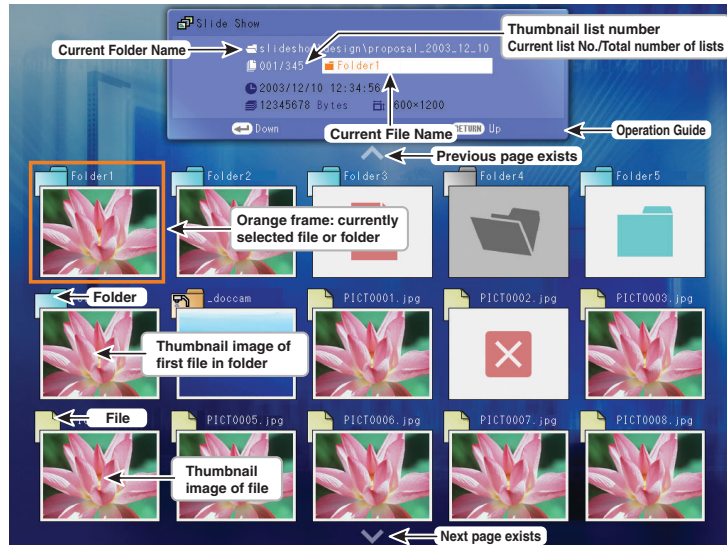 Slide Show
Thumbnail list number
Current list No./Total number of lists
Current Folder Name
design\proposal_2003_12_10
001/345
Folder1
2003/12/10 12:34:56
12345678 Bytes
600×1200
Down
Current File Name
RETURN Up
Operation Guide
Previous page exists
Folder1
Folder2
Folder3
Folder4
Folder5
Orange frame: currently
selected file or folder
Folder
_doccam
PICT0001.jpg
PICT0002.jpg
PICT0003.jpg
Thumbnail image of
first file in folder
File
PICT0005.jpg
PICT0006.jpg
PICT0007.jpg
PICT0008.jpg
Thumbnail
image of file
Next page exists